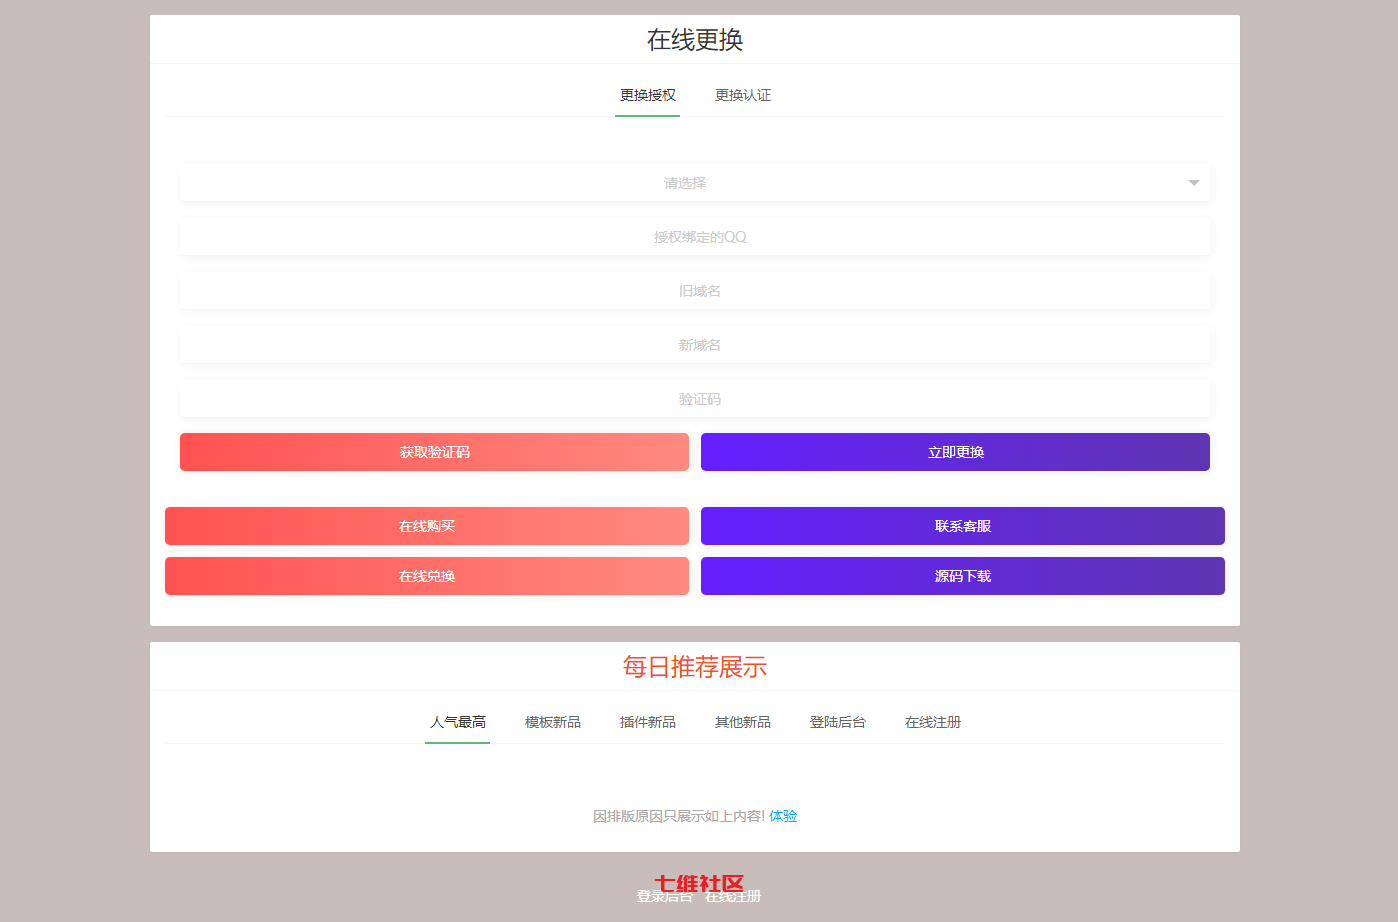 在线更换
更换授权 更换认证
请选择
授权绑定的QQ
旧域名
新域名
验证码
获取验证码 立即更换
在线购买 联系客服
在线兑换 源码下载
每日推荐展示
人气最高 模板新品 插件新品 其他新品 登陆后台 在线注册
因排版原因只展示如上内容! 体验
七维社区
登录后台 在线注册